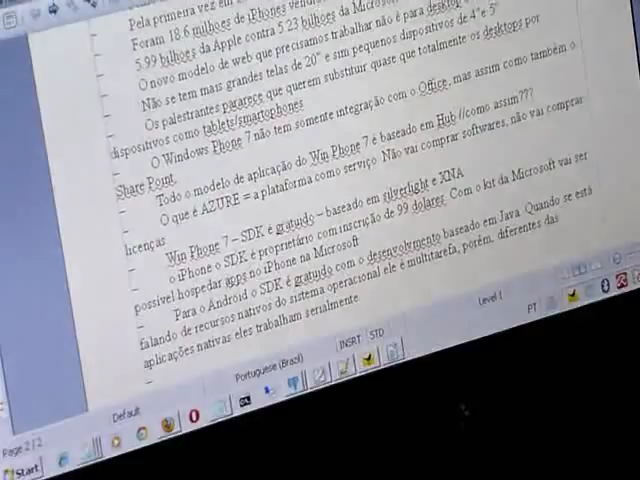 Pela primeira vez em
Foram 18.6 milhoes de iPhones
5.99 bilhoes da Apple contra 5.23 bilhoes da
O novo modelo de web que precisamos trabalhar não é para desktop
Não se tem mais grandes telas de 20" e sim pequenos dispositivos de 4" e 5"
Os palestrantes pararece que querem substituir quase que totalmente os desktops por
dispositivos como tablets/smartophones
O Windows Phone 7 não tem somente integração com o Office, mas assim como também o
Share Point.
Todo o modelo de aplicação do Win Phone 7 é baseado em Hub //como assim???
O que é AZURE = a plataforma como serviço. Não vai comprar softwares, não vai comprar
licenças.
Win Phone 7 – SDK é gratuido – baseado em silverlight e XNA
o iPhone o SDK é proprietário com inscrição de 99 dolares. Com o kit da Microsoft vai ser
possível hospedar apps no iPhone na Microsoft
Para o Android o SDK é gratuido com o desenvolvmento baseado em Java. Quando se está
falando de recursos nativos do sistema operacional ele é multitarefa, porém, diferentes das
aplicações nativas eles trabalham serialmente.
Page 2 / 2
Default
Portuguese (Brazil)
INSRT
STD
Level 1
Start
PT